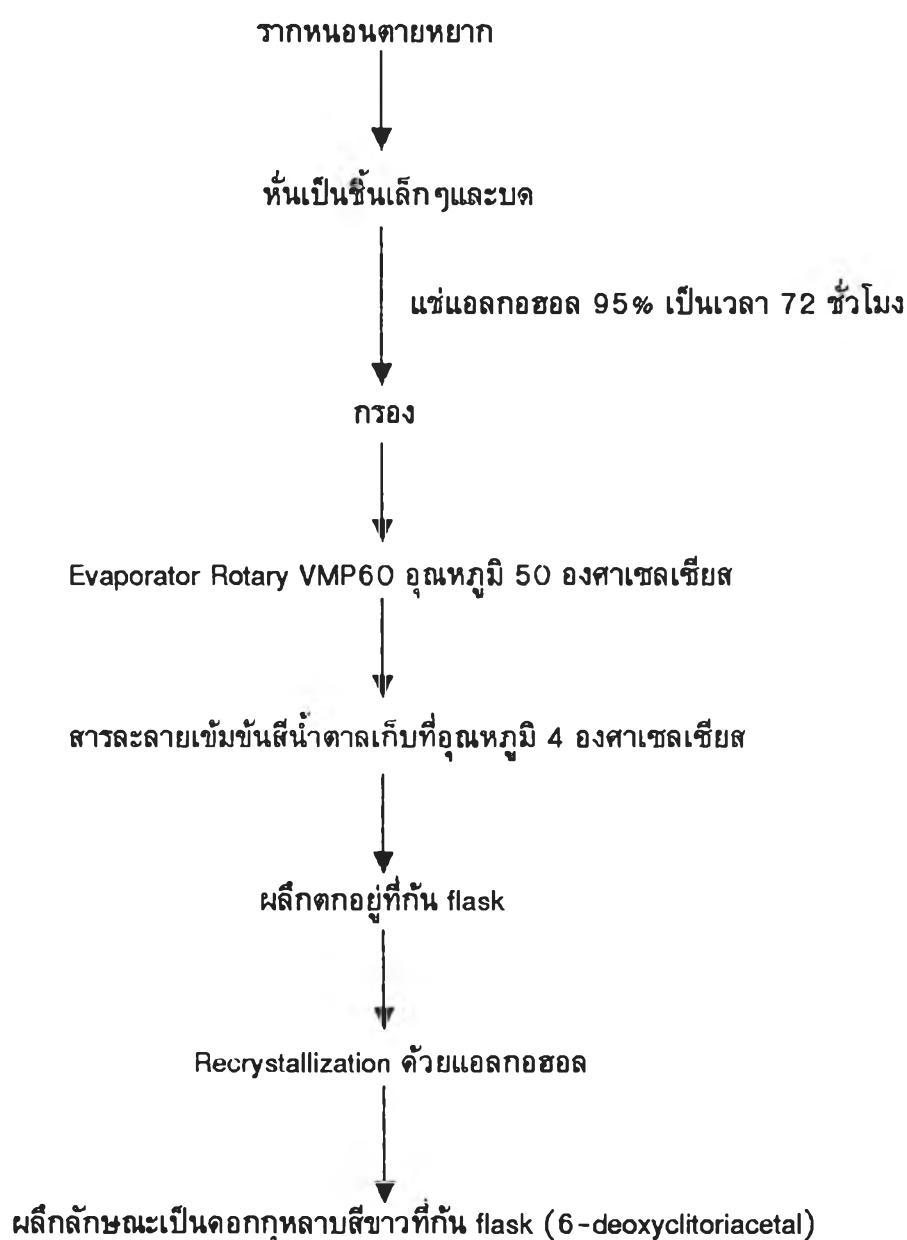 รากหนอนตายหยาก
หั่นเป็นชิ้นเล็กๆและบด
แช่แอลกอฮอล 95% เป็นเวลา 72 ชั่วโมง
กรอง
Evaporator Rotary VMP60 อุณหภูมิ 50 องศาเซลเซียส
สารละลายเข้มข้นสีน้ำตาลเก็บที่อุณหภูมิ 4 องศาเซลเซียส
ผลึกตกอยู่ที่ก้น flask
Recrystallization ด้วยแอลกอฮอล
ผลึกลักษณะเป็นดอกกุหลาบสีขาวที่ก้น flask (6-deoxyclitoriacetal)